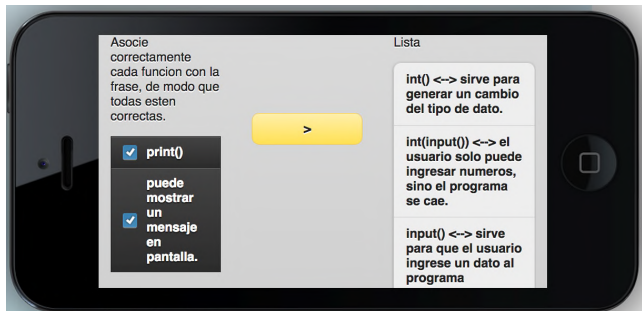 Asocie
correctamente
cada funcion con la
frase, de modo que
todas esten
correctas.
print()
puede
mostrar
un
mensaje
en
pantalla.
>
Lista
int() <--> sirve para
generar un cambio
del tipo de dato.
int(input()) <--> el
usuario solo puede
ingresar numeros,
sino el programa
se cae.
input() <--> sirve
para que el usuario
ingree un dato al
programa